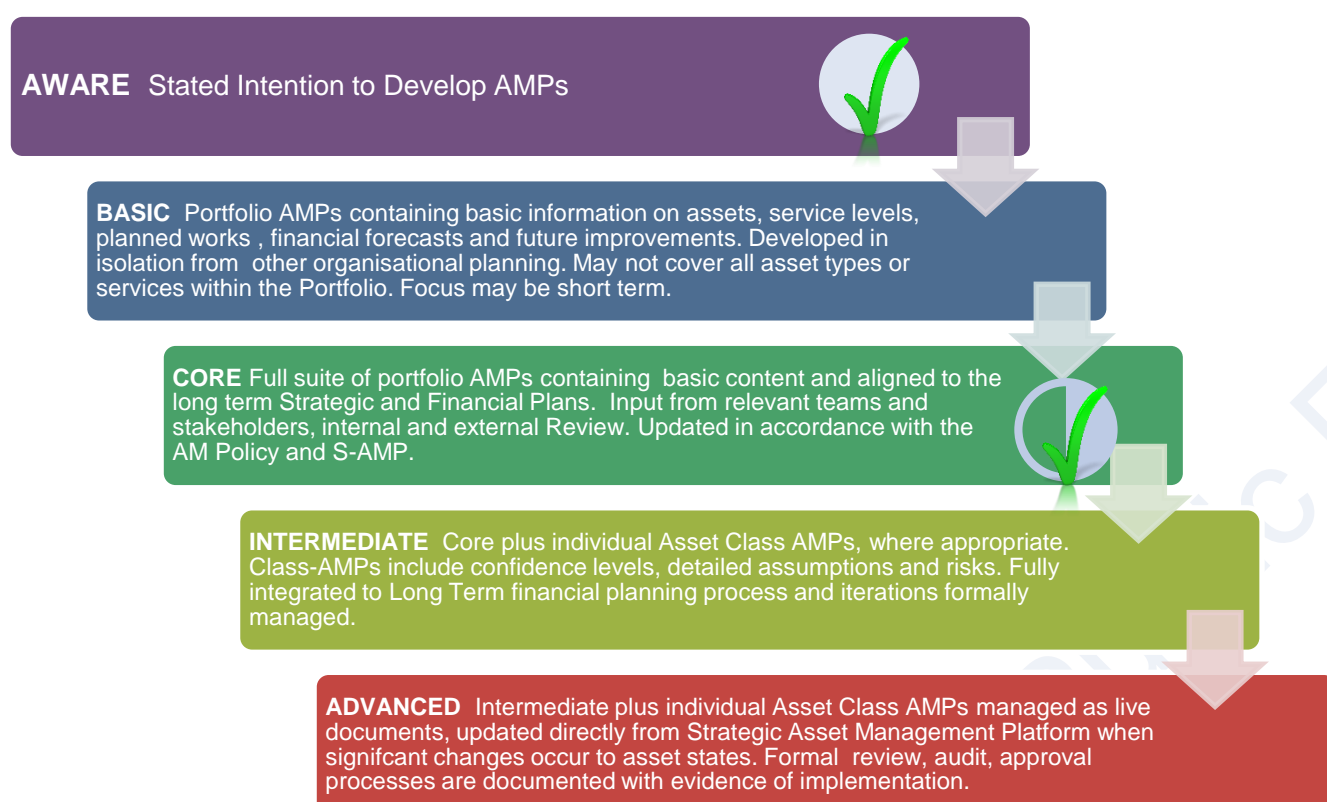 AWARE Stated Intention to Develop AMPs
BASIC Portfolio AMPs containing basic information on assets, service levels,
planned works , financial forecasts and future improvements. Developed in
isolation from other organisational planning. May not cover all asset types or
services within the Portfolio. Focus may be short term.
CORE Full suite of portfolio AMPs containing basic content and aligned to the
long term Strategic and Financial Plans. Input from relevant teams and
stakeholders, internal and external Review. Updated in accordance with the
AM Policy and S-AMP.
INTERMEDIATE Core plus individual Asset Class AMPs, where appropriate.
Class-AMPs include confidence levels, detailed assumptions and risks. Fully
integrated to Long Term financial planning process and iterations formally
managed.
ADVANCED Intermediate plus individual Asset Class AMPs managed as live
documents, updated directly from Strategic Asset Management Platform when
signifcant changes occur to asset states. Formal review, audit, approval
processes are documented with evidence of implementation.